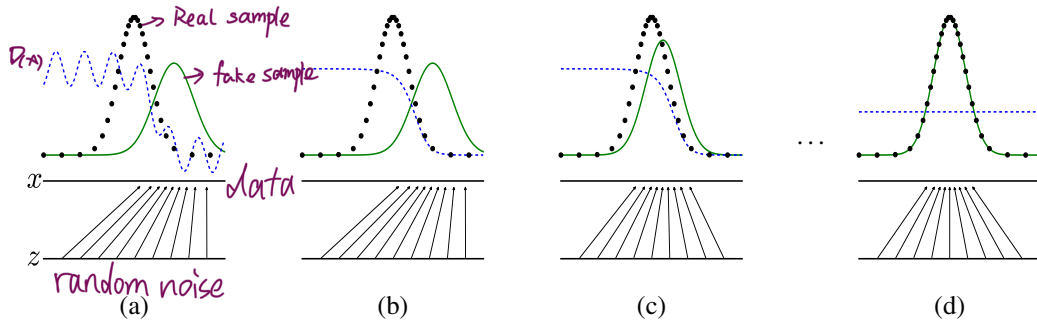 Real sample
D(x)
fake sample
x
data
...
z
random noise
(a)
(b)
(c)
(d)